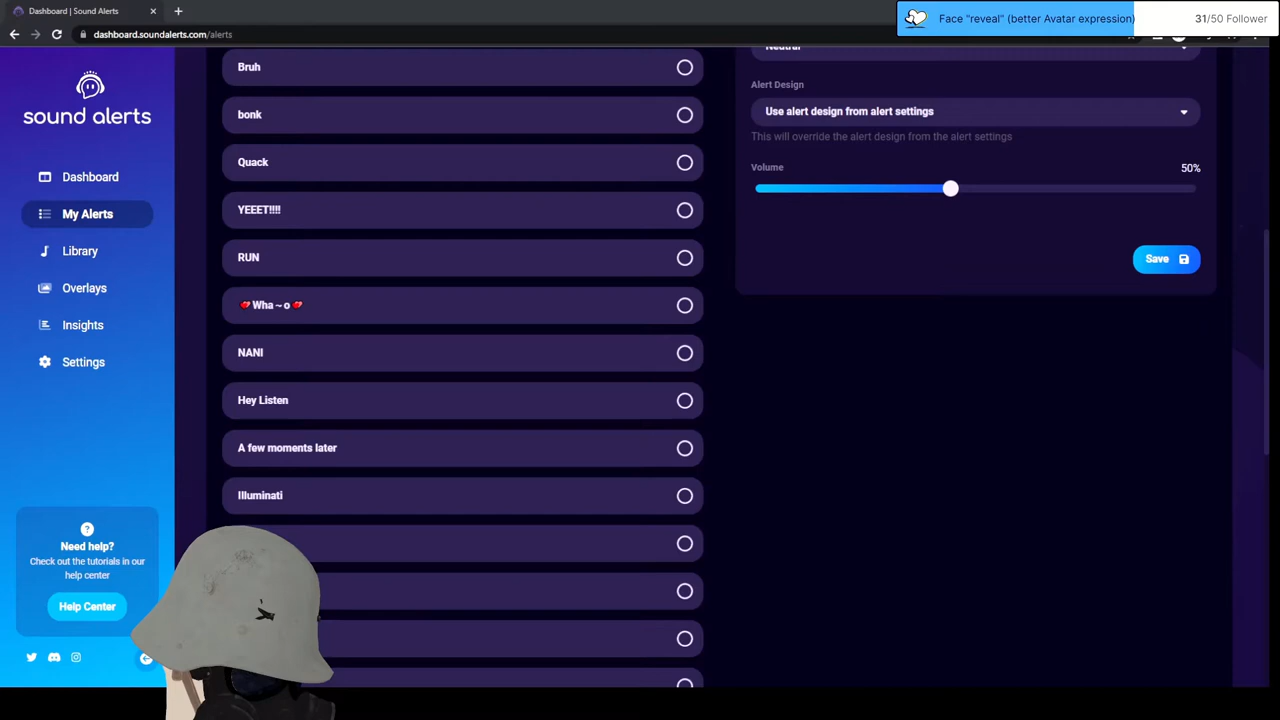 Dashboard | Sound Alerts
Face "reveal" (better Avatar expression)
31/50 Follower
dashboard.soundalerts.com/alerts
sound alerts
Dashboard
My Alerts
Library
Overlays
Insights
Settings
Need help?
Check out the tutorials in our
help center
Help Center
Bruh
bonk
Quack
YEEET!!!!
RUN
Wha ~ o
NANI
Hey Listen
A few moments later
Illuminati
Neutral
Alert Design
Use alert design from alert settings
This will override the alert design from the alert settings
Volume
50%
Save